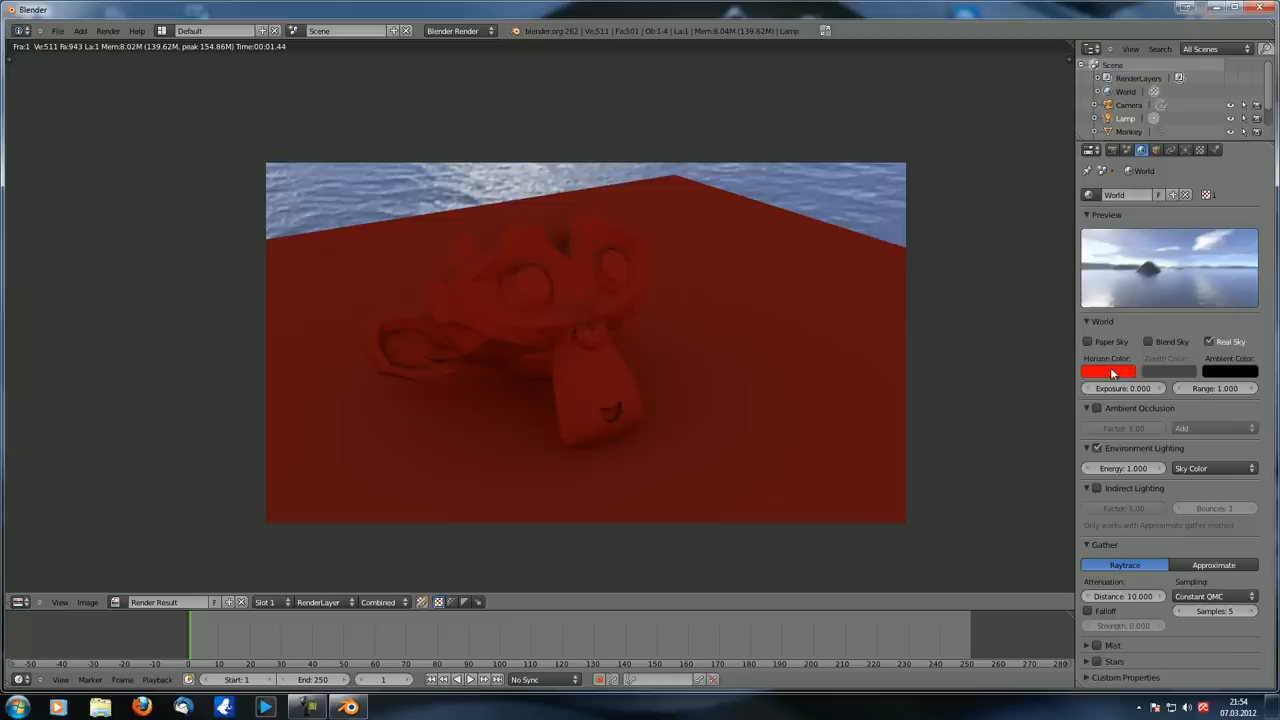 Blender
File Add Render Help Default Scene Blender Render blender.org 262 | Ve:511 | Fa:501 | Ob:1-4 | La:1 | Mem:8.04M (139.62M) | Lamp
Fra:1 Ve:511 Fa:943 La:1 Mem:8.02M (139.62M, peak 154.86M) Time:00:01.44
View Search All Scenes
Scene
RenderLayers
World
Camera
Lamp
Monkey
World
World F 1
Preview
World
Paper Sky Blend Sky Real Sky
Horizon Color: Zenith Color: Ambient Color:
Exposure: 0.000 Range: 1.000
Ambient Occlusion
Factor: 1.00 Add
Environment Lighting
Energy: 1.000 Sky Color
Indirect Lighting
Factor: 1.00 Bounces: 1
Only works with Approximate gather method
Gather
Raytrace Approximate
Attenuation: Sampling:
Distance: 10.000 Constant QMC
Falloff Samples: 5
Strength: 0.000
Mist
Stars
Custom Properties
View Image Render Result F Slot 1 RenderLayer Combined
-50 -40 -30 -20 -10 0 10 20 30 40 50 60 70 80 90 100 110 120 130 140 150 160 170 180 190 200 210 220 230 240 250 260 270 280
View Marker Frame Playback Start: 1 End: 250 1 No Sync
21:54
07.03.2012